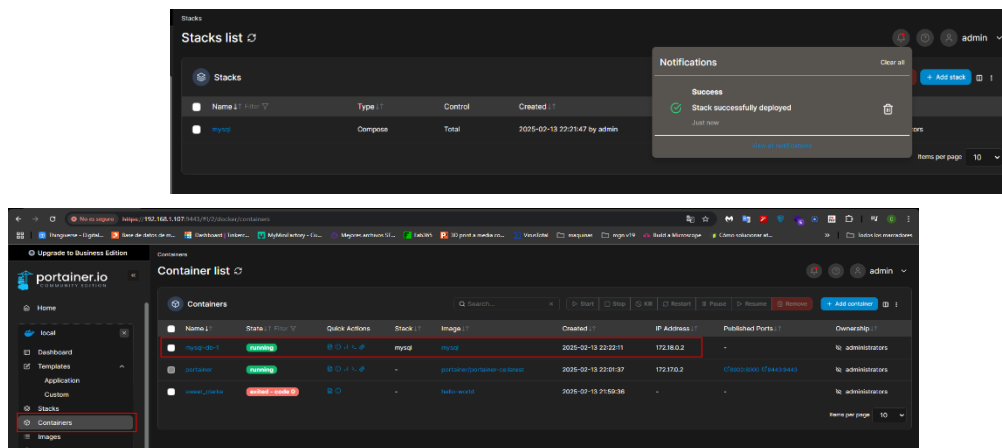 Stacks
Stacks list
admin
Notifications
Clear all
Success
Stack successfully deployed
Just now
Stacks
+ Add stack
Name Filter
Type
Control
Created
mysql
Compose
Total
2025-02-13 22:21:47 by admin
Items per page 10
No es seguro https://192.168.1.107:9443/#!/2/docker/containers
Todos los marcadores
Upgrade to Business Edition
portainer.io
COMMUNITY EDITION
Home
local
Dashboard
Templates
Application
Custom
Stacks
Containers
Images
Containers
Container list
admin
Containers
Search...
Start
Stop
Kill
Restart
Pause
Resume
Remove
+ Add container
Name
State Filter
Quick Actions
Stack
Image
Created
IP Address
Published Ports
Ownership
mysql-db-1
running
mysql
mysql
2025-02-13 22:22:11
172.18.0.2
-
administrators
portainer
running
-
2025-02-13 22:01:37
172.17.0.2
administrators
exited - code 0
-
hello-world
2025-02-13 21:59:36
-
-
administrators
Items per page 10